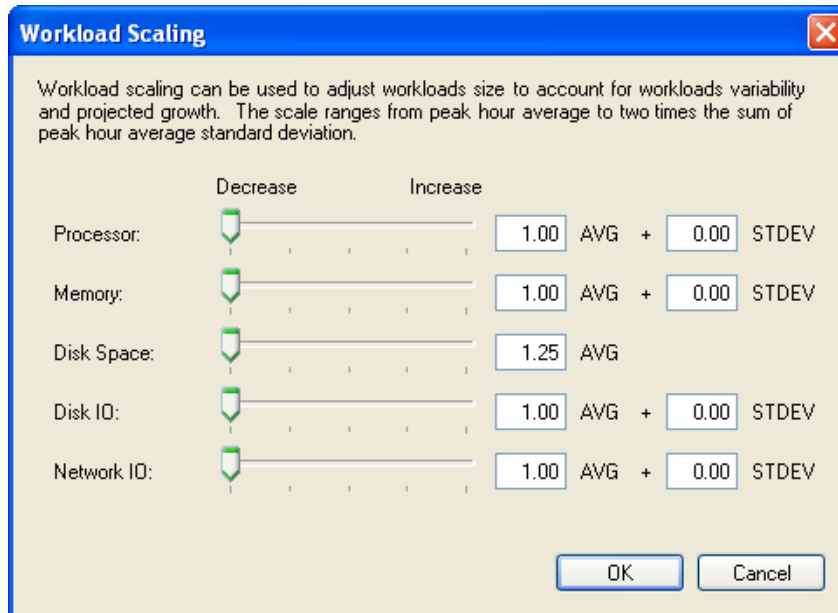 Workload Scaling
Workload scaling can be used to adjust workloads size to account for workloads variability
and projected growth. The scale ranges from peak hour average to two times the sum of
peak hour average standard deviation.
Decrease Increase
Processor: 1.00 AVG + 0.00 STDEV
Memory: 1.00 AVG + 0.00 STDEV
Disk Space: 1.25 AVG
Disk IO: 1.00 AVG + 0.00 STDEV
Network IO: 1.00 AVG + 0.00 STDEV
OK Cancel